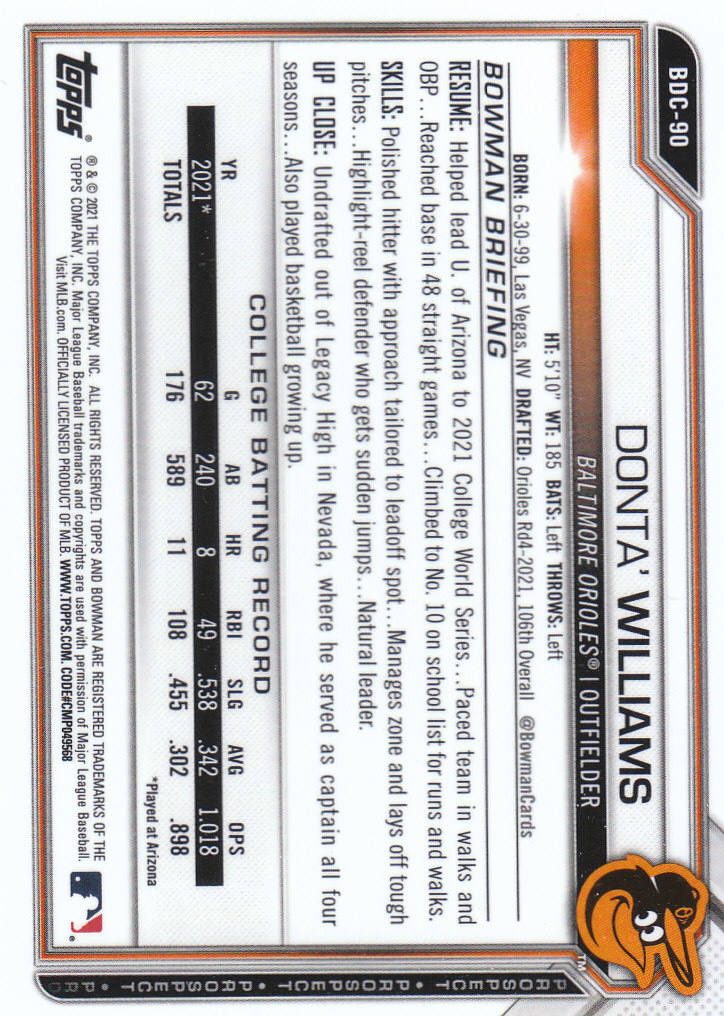 BDC-90
DONTA' WILLIAMS
BALTIMORE ORIOLES® | OUTFIELDER
HT: 5'10" WT: 185 BATS: Left THROWS: Left
BORN: 6-30-99, Las Vegas, NV DRAFTED: Orioles Rd4-2021, 106th Overall @BowmanCards
BOWMAN BRIEFING
RESUME: Helped lead U. of Arizona to 2021 College World Series...Paced team in walks and
OBP...Reached base in 48 straight games...Climbed to No. 10 on school list for runs and walks.
SKILLS: Polished hitter with approach tailored to leadoff spot...Manages zone and lays off tough
pitches...Highlight-reel defender who gets sudden jumps...Natural leader.
UP CLOSE: Undrafted out of Legacy High in Nevada, where he served as captain all four
seasons...Also played basketball growing up.
COLLEGE BATTING RECORD
YR G AB HR RBI SLG AVG OPS
2021* 62 240 8 49 .538 .342 1.018
TOTALS 176 589 11 108 .455 .302 .898
*Played at Arizona
topps®
® & © 2021 THE TOPPS COMPANY, INC. ALL RIGHTS RESERVED. TOPPS AND BOWMAN ARE REGISTERED TRADEMARKS OF THE
TOPPS COMPANY, INC. Major League Baseball trademarks and copyrights are used with permission of Major League Baseball.
Visit MLB.com. OFFICIALLY LICENSED PRODUCT OF MLB. WWW.TOPPS.COM. CODE#CMP049568
®
TM
PROSPECT • PROSPECT • PROSPECT • PR